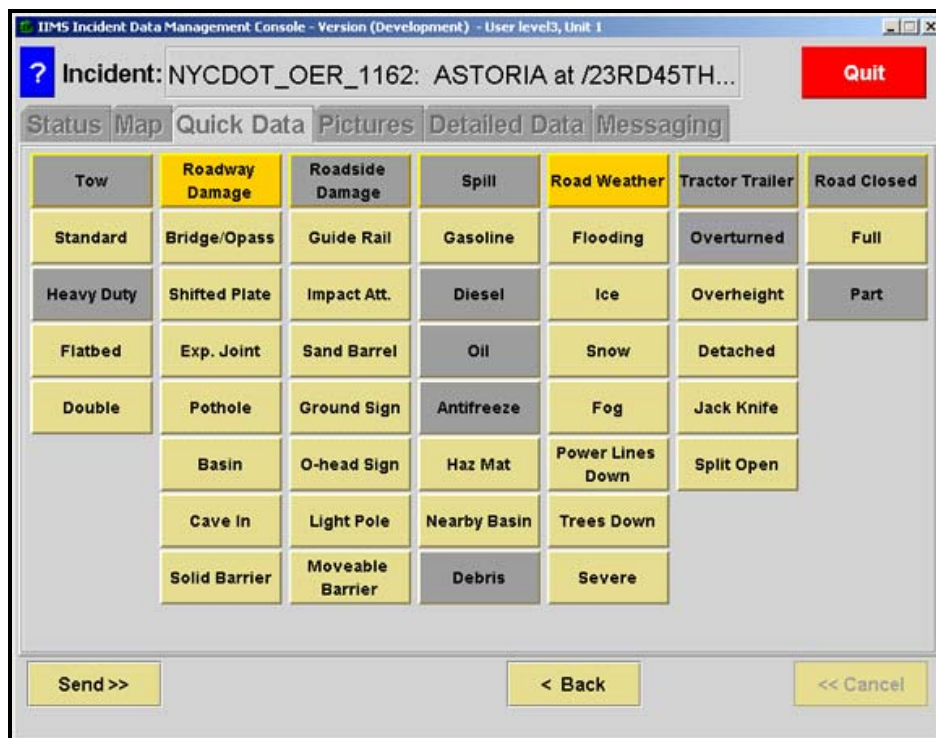 IIMS Incident Data Management Console - Version (Development) - User level3, Unit 1
? Incident: NYCDOT_OER_1162: ASTORIA at /23RD45TH... Quit
Status Map Quick Data Pictures Detailed Data Messaging
Tow Roadway Damage Roadside Damage Spill Road Weather Tractor Trailer Road Closed
Standard Bridge/Opass Guide Rail Gasoline Flooding Overturned Full
Heavy Duty Shifted Plate Impact Att. Diesel Ice Overheight Part
Flatbed Exp. Joint Sand Barrel Oil Snow Detached
Double Pothole Ground Sign Antifreeze Fog Jack Knife
Basin O-head Sign Haz Mat Power Lines Down Split Open
Cave In Light Pole Nearby Basin Trees Down
Solid Barrier Moveable Barrier Debris Severe
Send >> < Back << Cancel